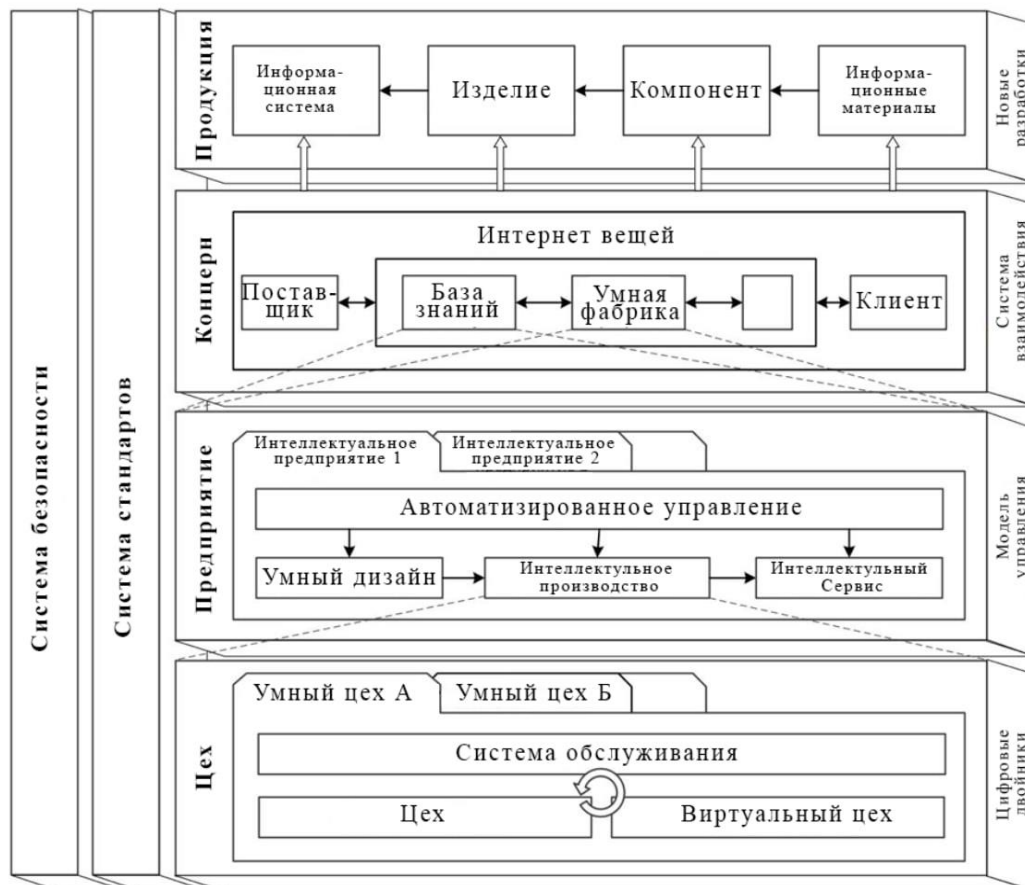 Система безопасности
Система стандартов
Продукция
Информа-
ционная
система
Изделие
Компонент
Информа-
ционные
материалы
Новые
разработки
Концерн
Интернет вещей
Постав-
щик
База
знаний
Умная
фабрика
Клиент
Система
взаимодействия
Предприятие
Интеллектуальное
предприятие 1
Интеллектуальное
предприятие 2
Автоматизированное управление
Умный дизайн
Интеллектульное
производство
Интеллектульный
Сервис
Модель
управления
Цех
Умный цех А
Умный цех Б
Система обслуживания
Цех
Виртуальный цех
Цифровые
двойники